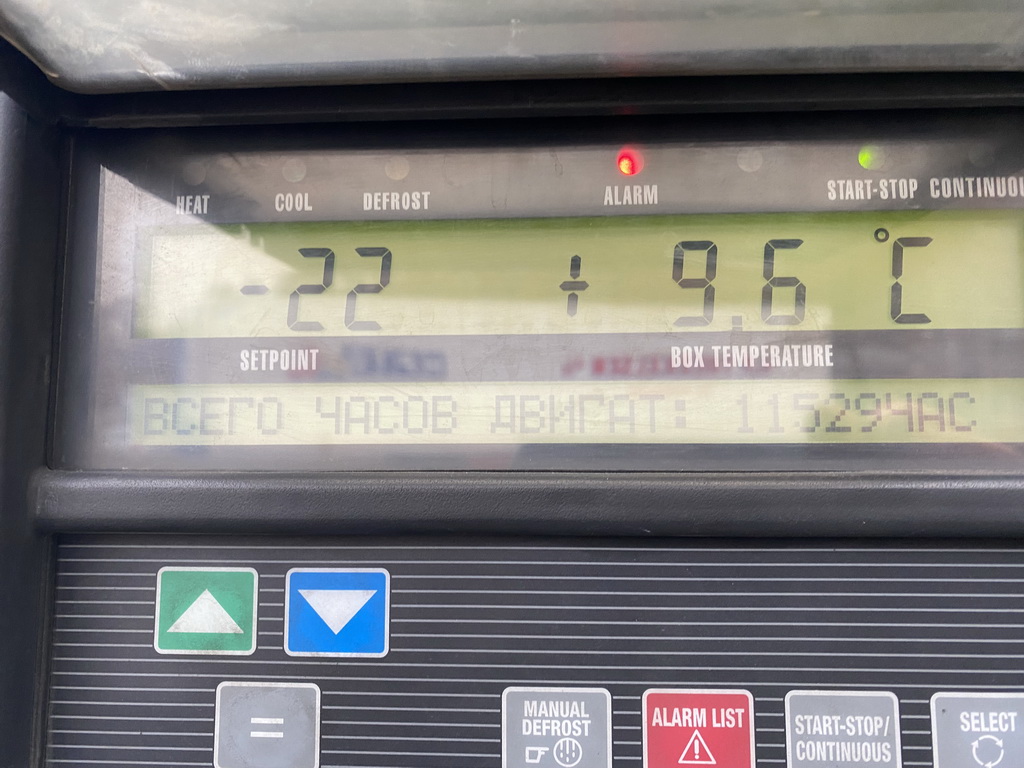 HEAT COOL DEFROST ALARM START-STOP CONTINUOU
-22 +9.6 °C
SETPOINT BOX TEMPERATURE
ВСЕГО ЧАСОВ ДВИГАТ: 11529ЧАС
=
MANUAL DEFROST
ALARM LIST
START-STOP/
CONTINUOUS
SELECT